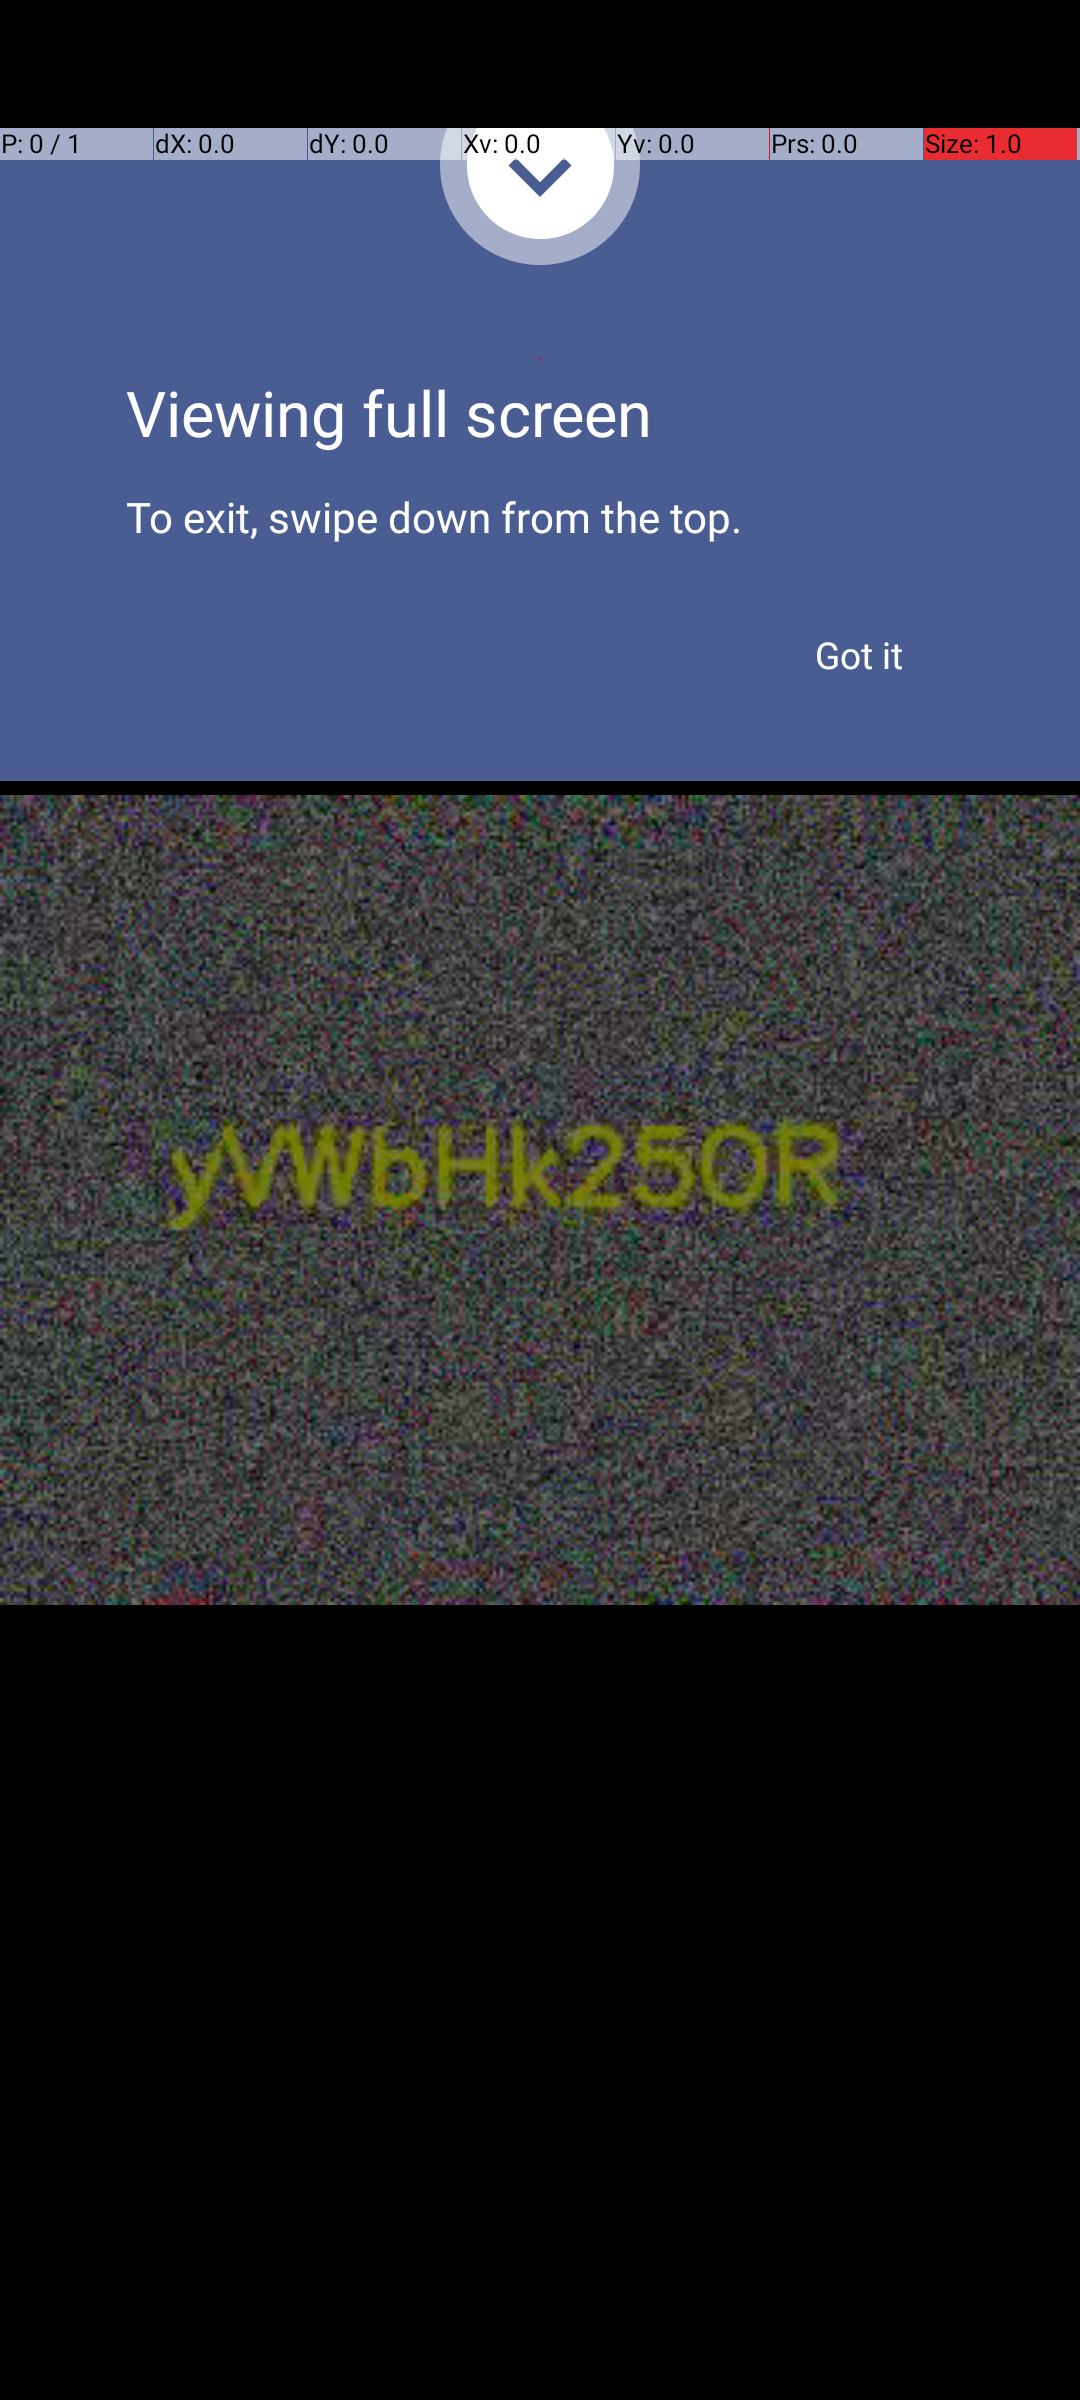 P: 0 / 1
dX: 0.0
dY: 0.0
Xv: 0.0
Yv: 0.0
Prs: 0.0
Size: 1.0
Viewing full screen
To exit, swipe down from the top.
Got it
yVWbHk25OR